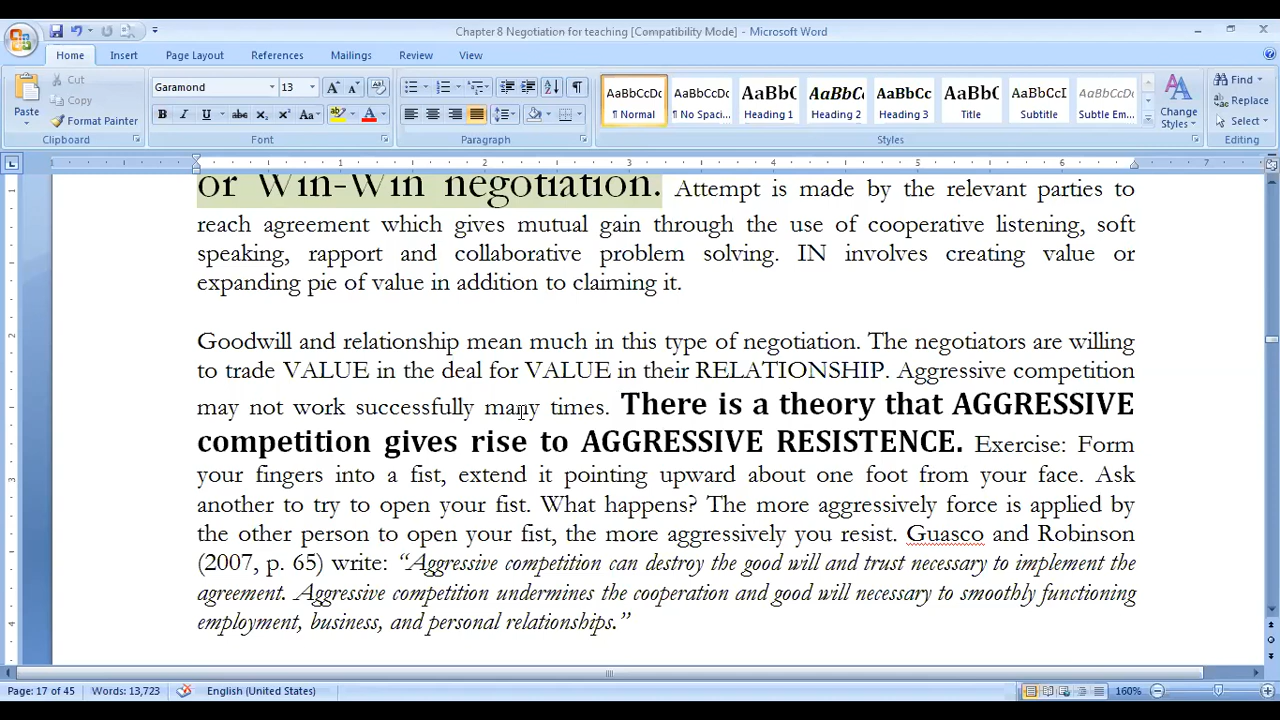 Chapter 8 Negotiation for teaching [Compatibility Mode] - Microsoft Word
Home Insert Page Layout References Mailings Review View
Paste
Cut
Copy
Format Painter
Clipboard
Garamond 13
B I U abc x₂ x² Aa
Font
Paragraph
AaBbCcDc AaBbCcDc AaBbC AaBbCc AaBbCc AaBbC AaBbCcI AaBbCcDc
¶ Normal ¶ No Spaci... Heading 1 Heading 2 Heading 3 Title Subtitle Subtle Em...
Change Styles
Styles
Find
Replace
Select
Editing
1 2 3 4 5 6 7
or Win-Win negotiation. Attempt is made by the relevant parties to
reach agreement which gives mutual gain through the use of cooperative listening, soft
speaking, rapport and collaborative problem solving. IN involves creating value or
expanding pie of value in addition to claiming it.
Goodwill and relationship mean much in this type of negotiation. The negotiators are willing
to trade VALUE in the deal for VALUE in their RELATIONSHIP. Aggressive competition
may not work successfully many times. There is a theory that AGGRESSIVE
competition gives rise to AGGRESSIVE RESISTENCE. Exercise: Form
your fingers into a fist, extend it pointing upward about one foot from your face. Ask
another to try to open your fist. What happens? The more aggressively force is applied by
the other person to open your fist, the more aggressively you resist. Guasco and Robinson
(2007, p. 65) write: “Aggressive competition can destroy the good will and trust necessary to implement the
agreement. Aggressive competition undermines the cooperation and good will necessary to smoothly functioning
employment, business, and personal relationships.”
Page: 17 of 45 Words: 13,723 English (United States) 160%